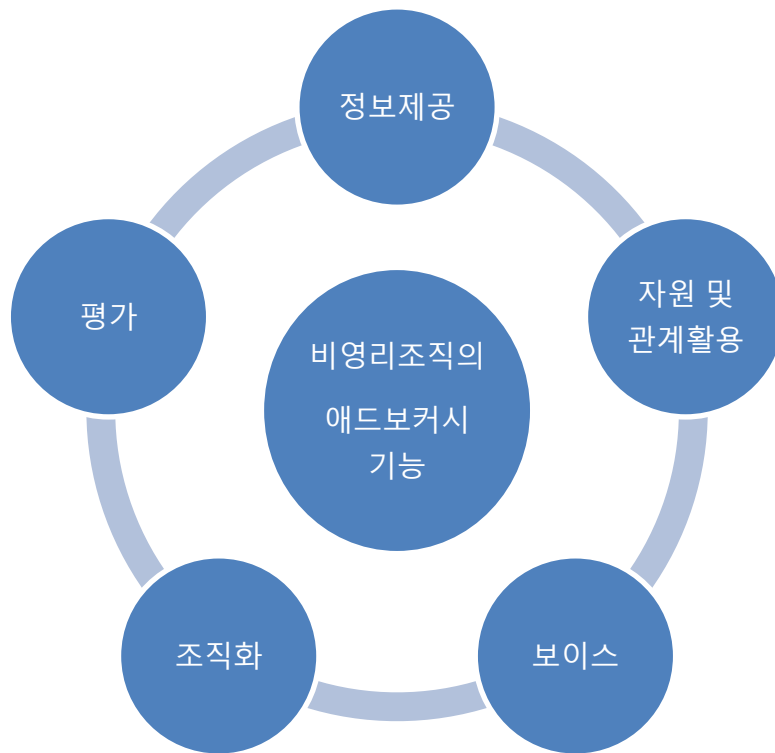 정보제공
자원 및
관계활용
보이스
조직화
평가
비영리조직의
애드보커시
기능